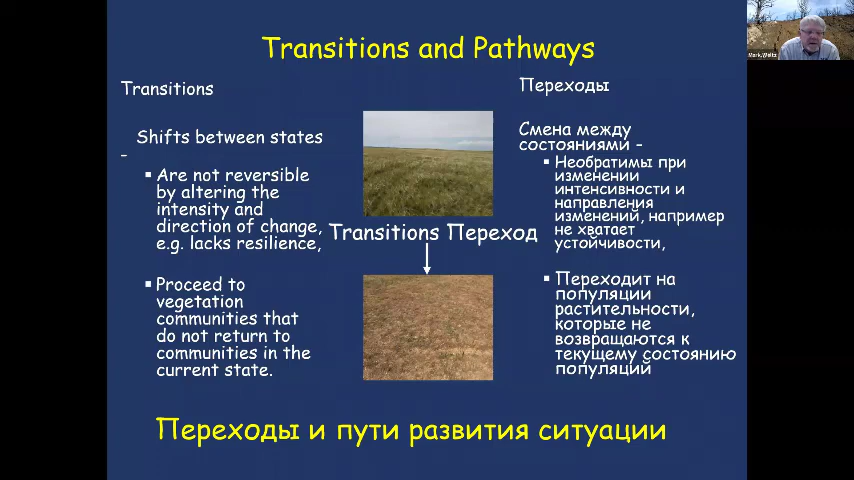 Transitions and Pathways
Mark Weltz
Transitions
Shifts between states
-
▪ Are not reversible
by altering the
intensity and
direction of change,
e.g. lacks resilience,
▪ Proceed to
vegetation
communities that
do not return to
communities in the
current state.
Transitions Переход
Переходы
Смена между
состояниями -
▪ Необратимы при
изменении
интенсивности и
направления
изменений, например
не хватает
устойчивости,
▪ Переходит на
популяции
растительности,
которые не
возвращаются к
текущему состоянию
популяций
Переходы и пути развития ситуации